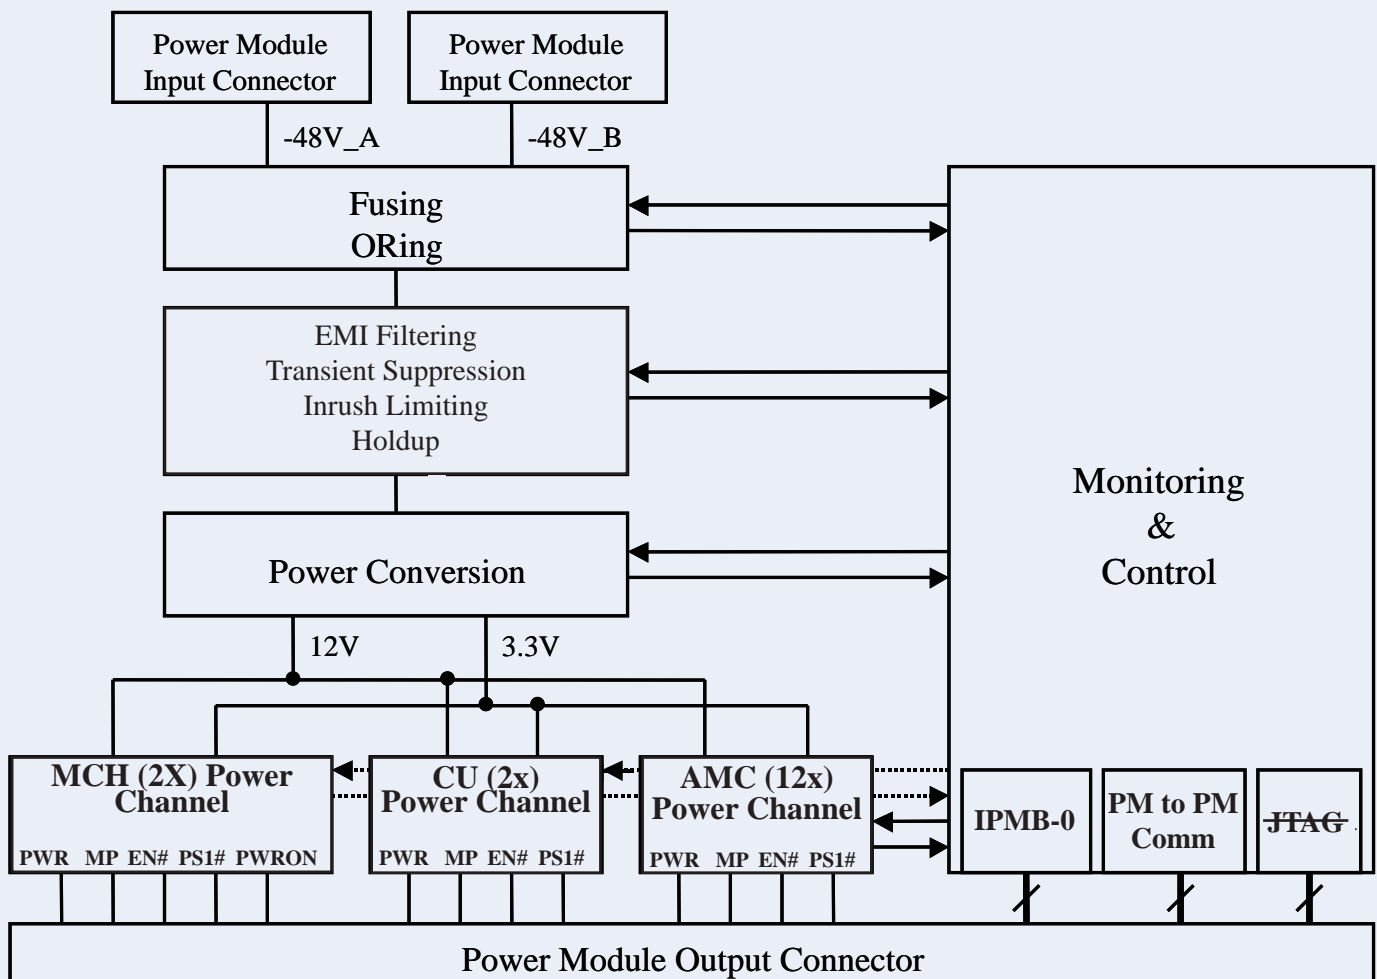 Power Module
Input Connector
Power Module
Input Connector
-48V_A
-48V_B
Fusing
ORing
EMI Filtering
Transient Suppression
Inrush Limiting
Holdup
Power Conversion
12V
3.3V
Monitoring
&
Control
MCH (2X) Power
Channel
PWR MP EN# PS1# PWRON
CU (2x)
Power Channel
PWR MP EN# PS1#
AMC (12x)
Power Channel
PWR MP EN# PS1#
IPMB-0
PM to PM
Comm
JTAG
Power Module Output Connector